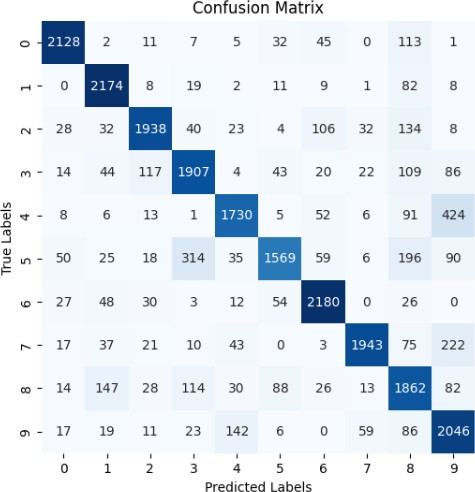 Confusion Matrix
0 2128 2 11 7 5 32 45 0 113 1
1 0 2174 8 19 2 11 9 1 82 8
2 28 32 1938 40 23 4 106 32 134 8
3 14 44 117 1907 4 43 20 22 109 86
4 8 6 13 1 1730 5 52 6 91 424
5 50 25 18 314 35 1569 59 6 196 90
6 27 48 30 3 12 54 2180 0 26 0
7 17 37 21 10 43 0 3 1943 75 222
8 14 147 28 114 30 88 26 13 1862 82
9 17 19 11 23 142 6 0 59 86 2046
True Labels
0 1 2 3 4 5 6 7 8 9
Predicted Labels